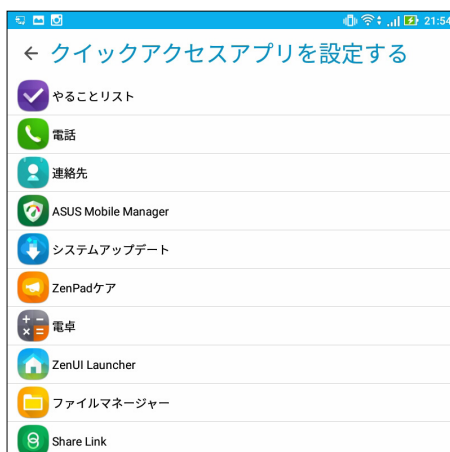 21:54
クイックアクセスアプリを設定する
やることリスト
電話
連絡先
ASUS Mobile Manager
システムアップデート
ZenPadケア
電卓
ZenUI Launcher
ファイルマネージャー
Share Link